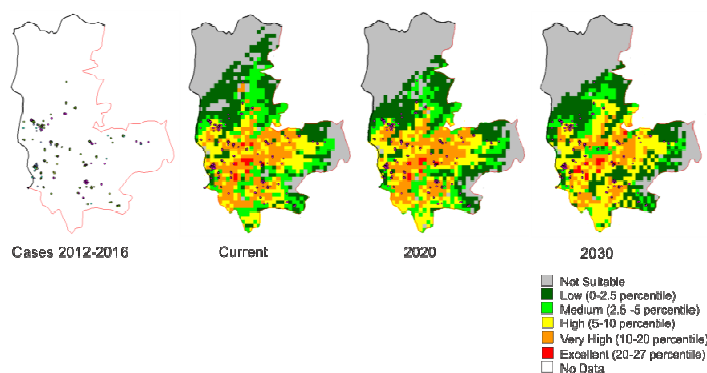 Cases 2012-2016 Current 2020 2030
Not Suitable
Low (0-2.5 percentile)
Medium (2.5 -5 percentile)
High (5-10 percentile)
Very High (10-20 percentile)
Excellent (20-27 percentile)
No Data